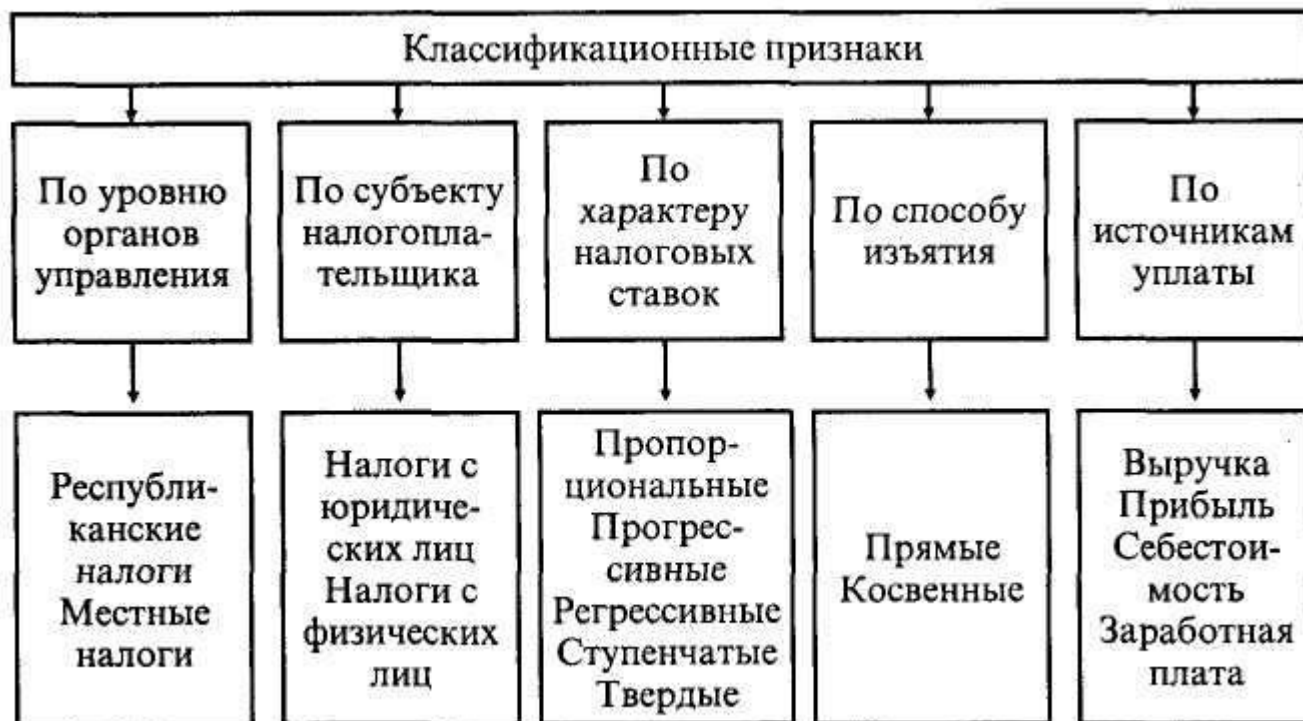 Классификационные признаки
По уровню
органов
управления
По субъекту
налогопла-
тельщика
По
характеру
налоговых
ставок
По способу
изъятия
По
источникам
уплаты
Республи-
канские
налоги
Местные
налоги
Налоги с
юридиче-
ских лиц
Налоги с
физических
лиц
Пропор-
циональные
Прогрес-
сивные
Регрессивные
Ступенчатые
Твердые
Прямые
Косвенные
Выручка
Прибыль
Себестои-
мость
Заработная
плата